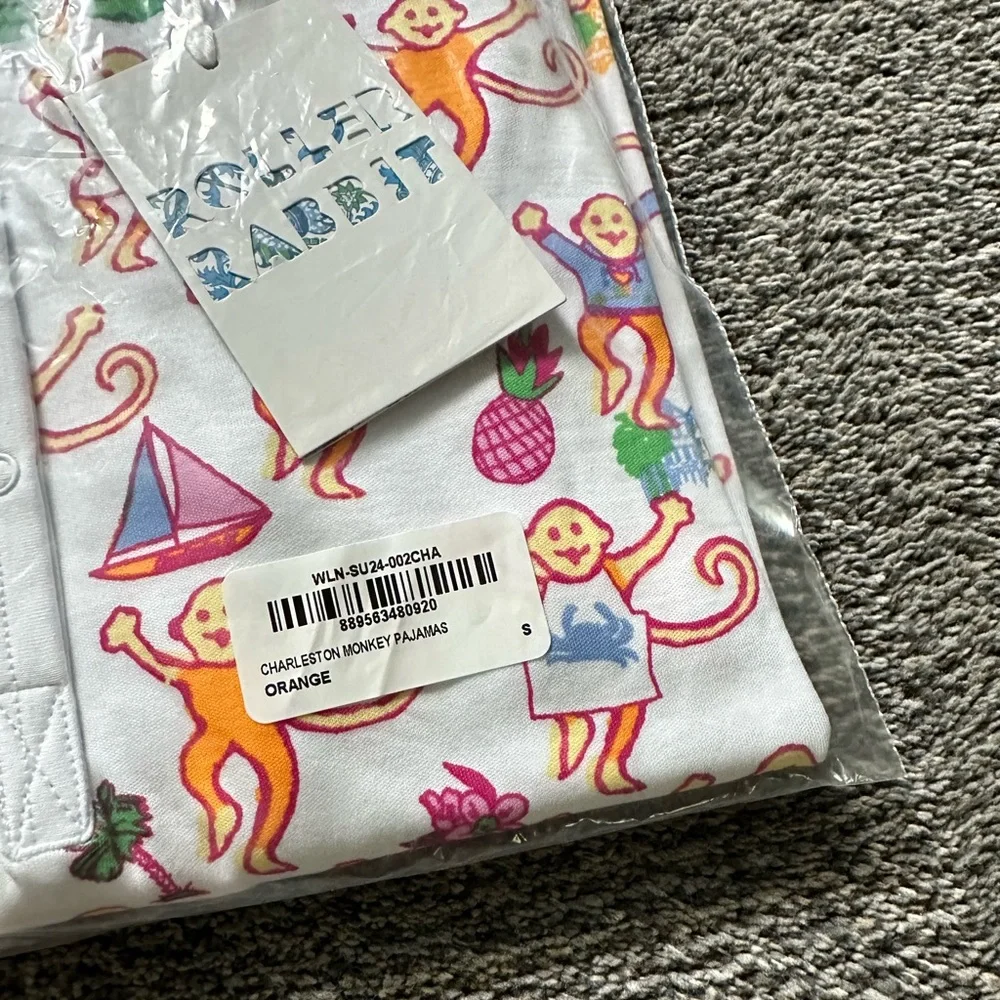 ROLLER
RABBIT
WLN-SU24-002CHA
889563480920
CHARLESTON MONKEY PAJAMAS S
ORANGE